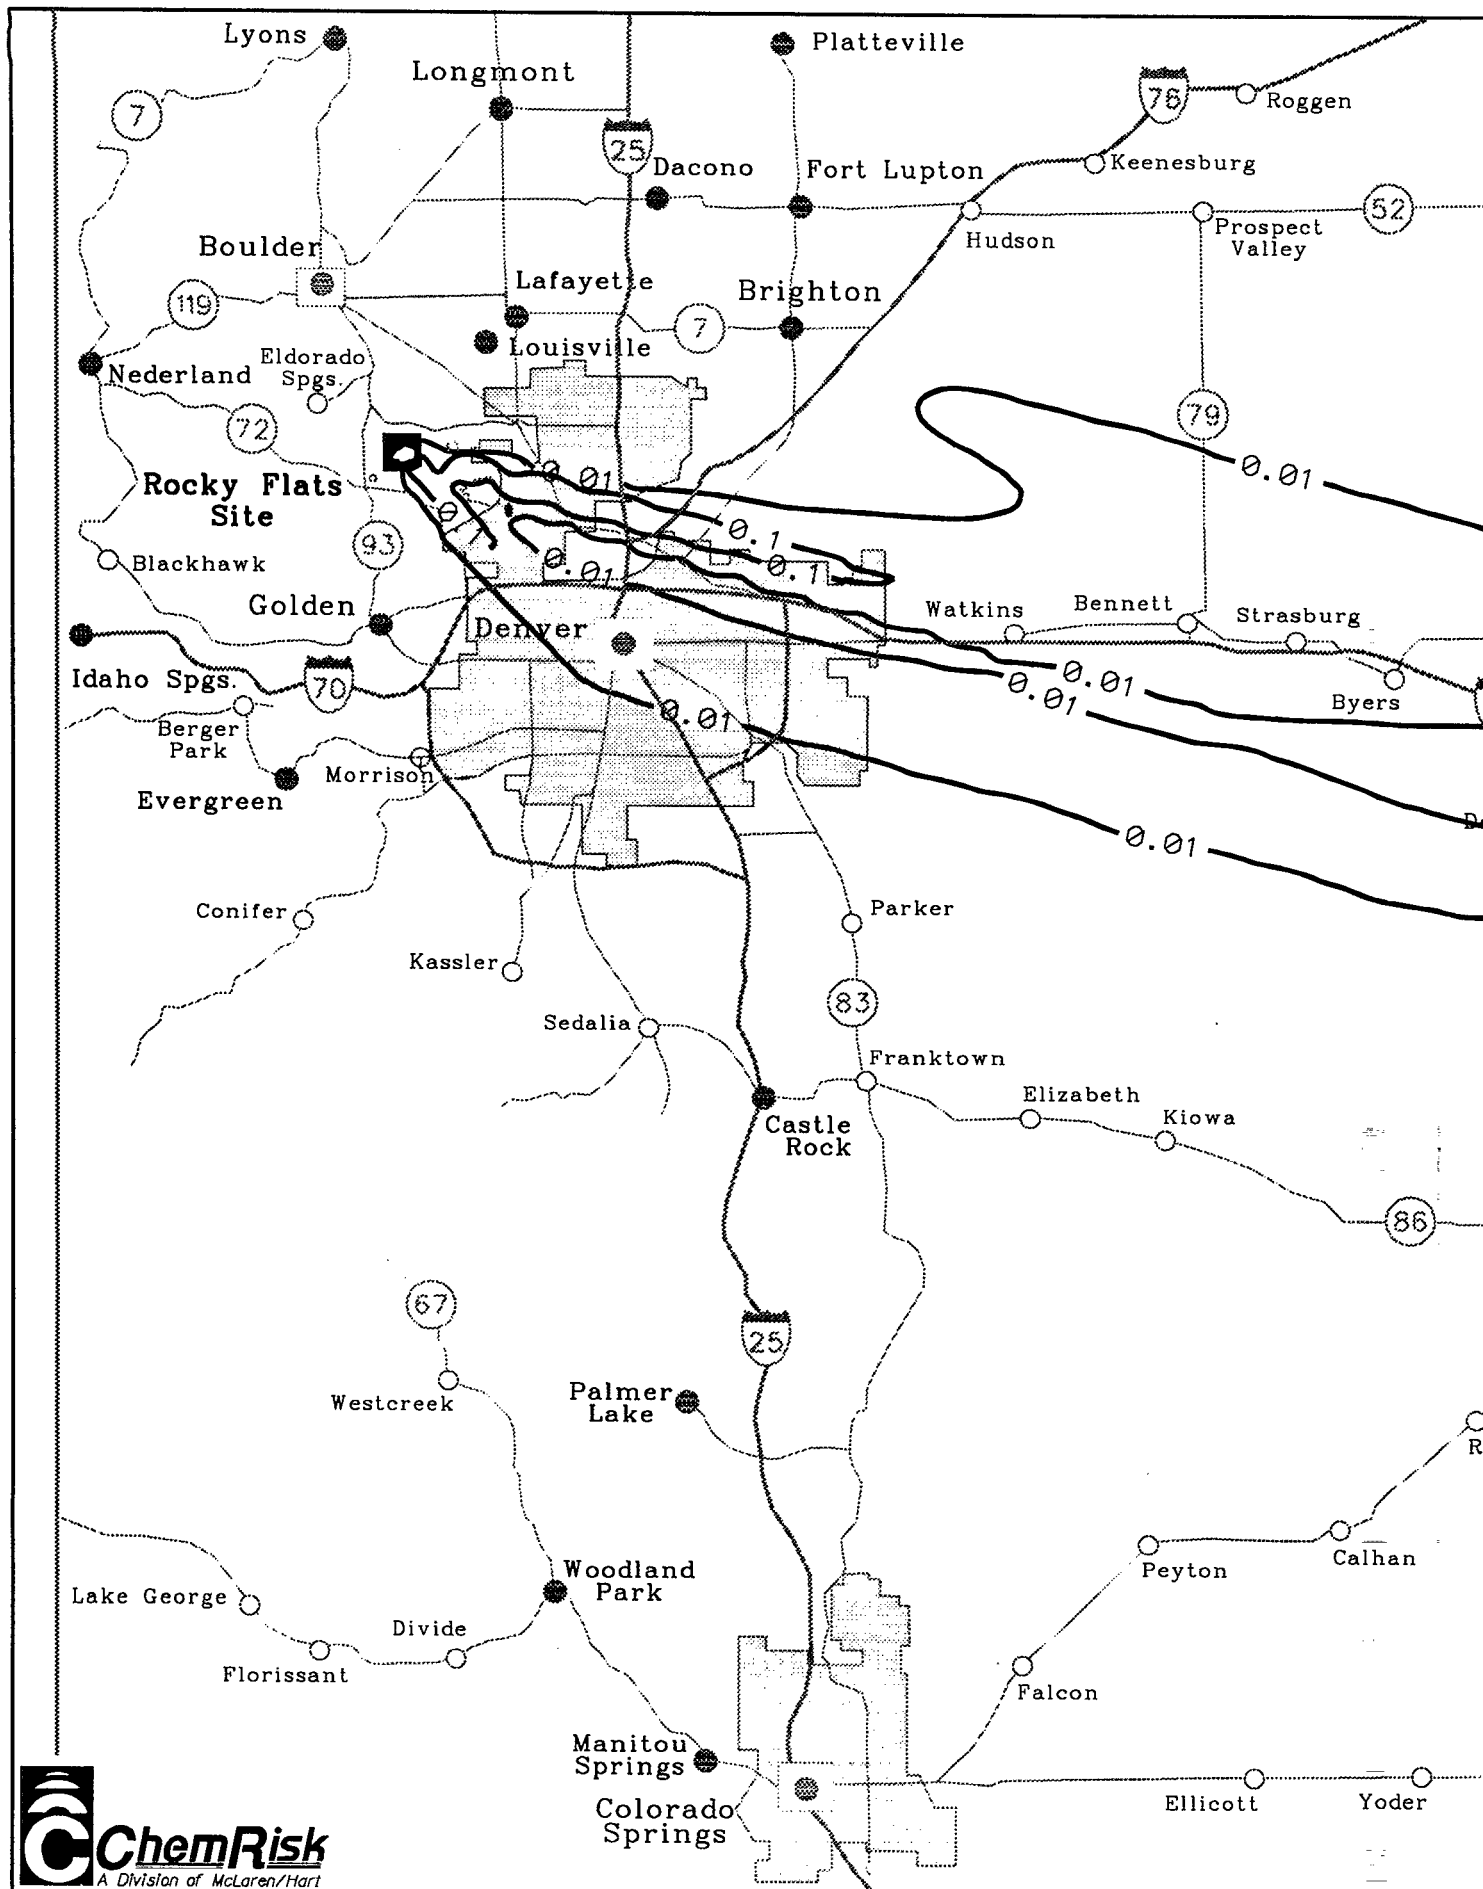 Lyons
Platteville
Longmont
76
Roggen
7
25
Keenesburg
Dacono
Fort Lupton
52
Prospect
Valley
Hudson
Boulder
Lafayette
Brighton
119
7
Louisville
Eldorado
Spgs.
Nederland
79
72
0.01
Rocky Flats
Site
0.01
0.1
93
0.01
0.1
Blackhawk
Golden
Watkins
Bennett
Strasburg
Denver
Idaho Spgs.
70
0.01
0.01
Byers
0.01
Berger
Park
Morrison
Evergreen
0.01
Conifer
Parker
Kassler
83
Sedalia
Franktown
Elizabeth
Kiowa
Castle
Rock
86
67
25
Westcreek
Palmer
Lake
R
Calhan
Peyton
Woodland
Park
Lake George
Divide
Florissant
Falcon
Manitou
Springs
Ellicott
Yoder
Colorado
Springs
ChemRisk
A Division of McLaren/Hart